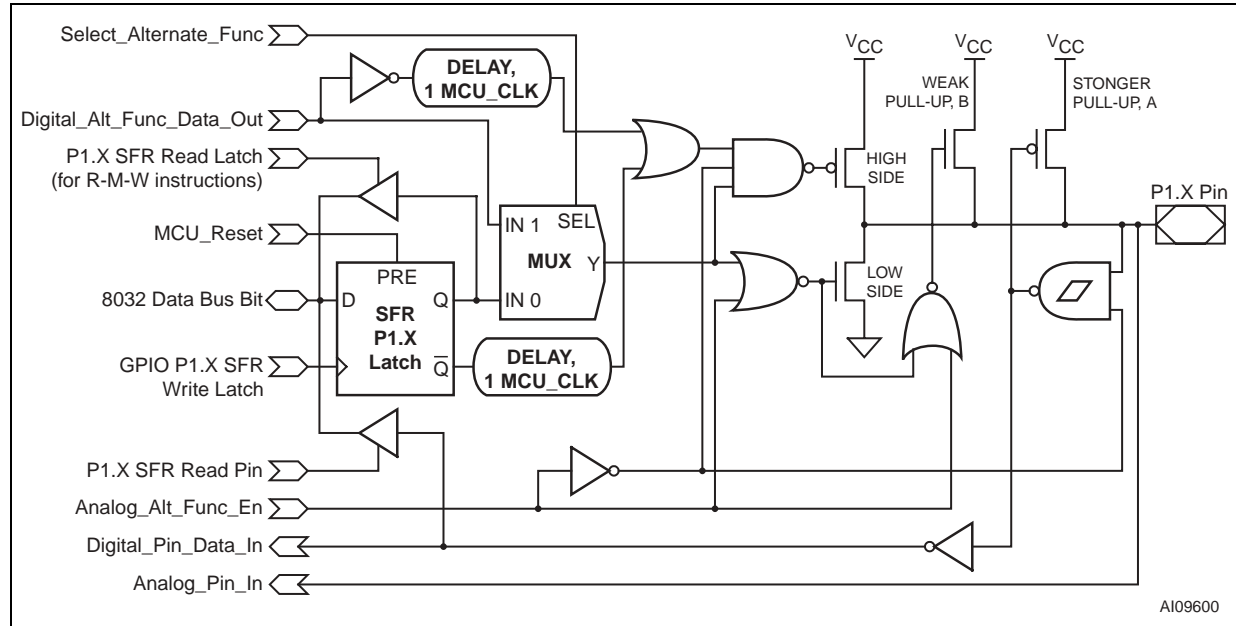 Select_Alternate_Func
DELAY,
1 MCU_CLK
VCC
VCC
VCC
WEAK
PULL-UP, B
STONGER
PULL-UP, A
Digital_Alt_Func_Data_Out
P1.X SFR Read Latch
(for R-M-W instructions)
HIGH
SIDE
P1.X Pin
MCU_Reset
IN 1
SEL
MUX
Y
PRE
8032 Data Bus Bit
D
Q
IN 0
LOW
SIDE
SFR
P1.X
Latch
GPIO P1.X SFR
Write Latch
Q
DELAY,
1 MCU_CLK
P1.X SFR Read Pin
Analog_Alt_Func_En
Digital_Pin_Data_In
Analog_Pin_In
AI09600